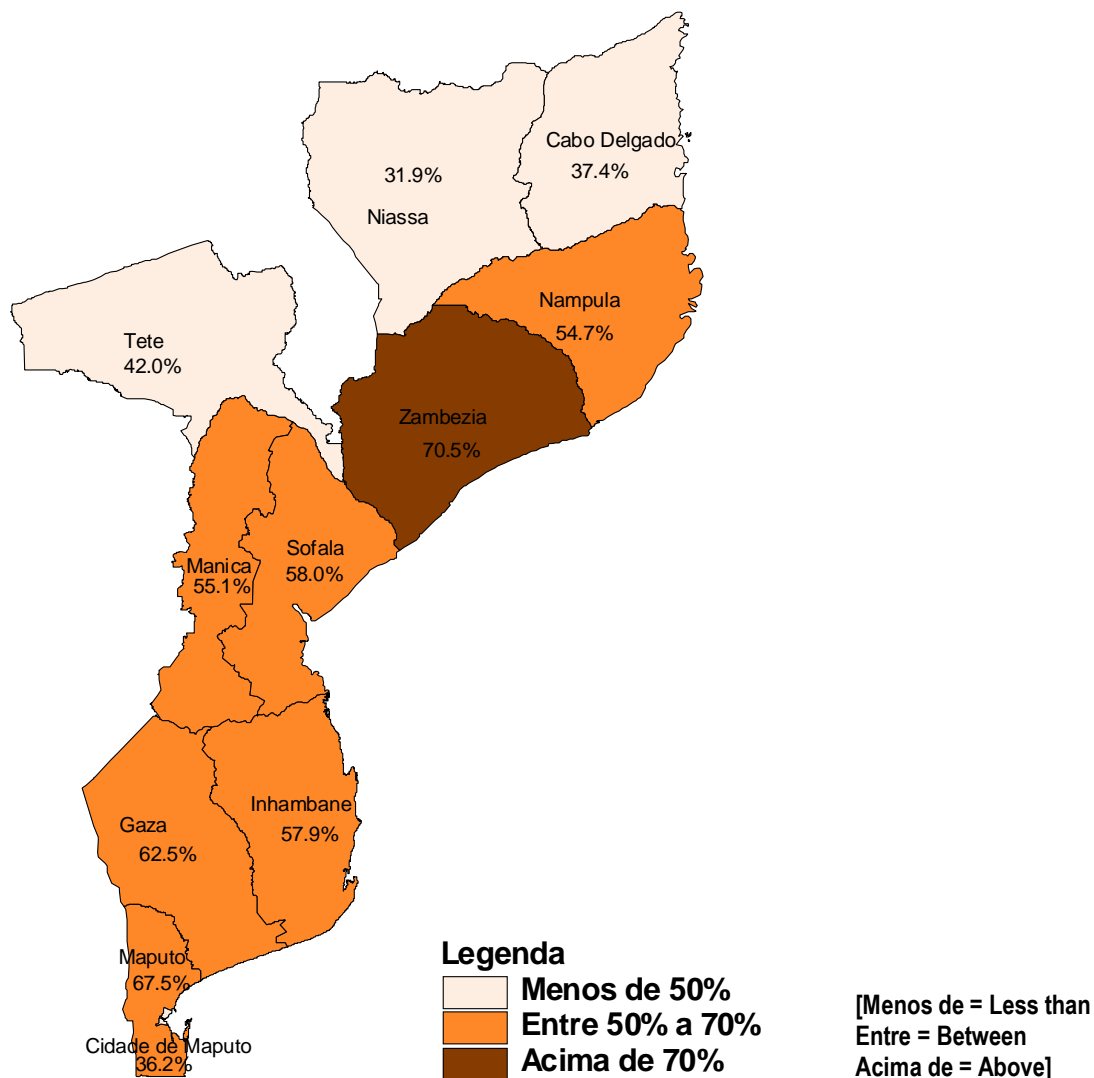 Cabo Delgado
37.4%
31.9%
Niassa
Nampula
54.7%
Tete
42.0%
Zambezia
70.5%
Sofala
58.0%
Manica
55.1%
Inhambane
57.9%
Gaza
62.5%
Maputo
67.5%
Cidade de Maputo
36.2%
Legenda
Menos de 50%
Entre 50% a 70%
Acima de 70%
[Menos de = Less than
Entre = Between
Acima de = Above]